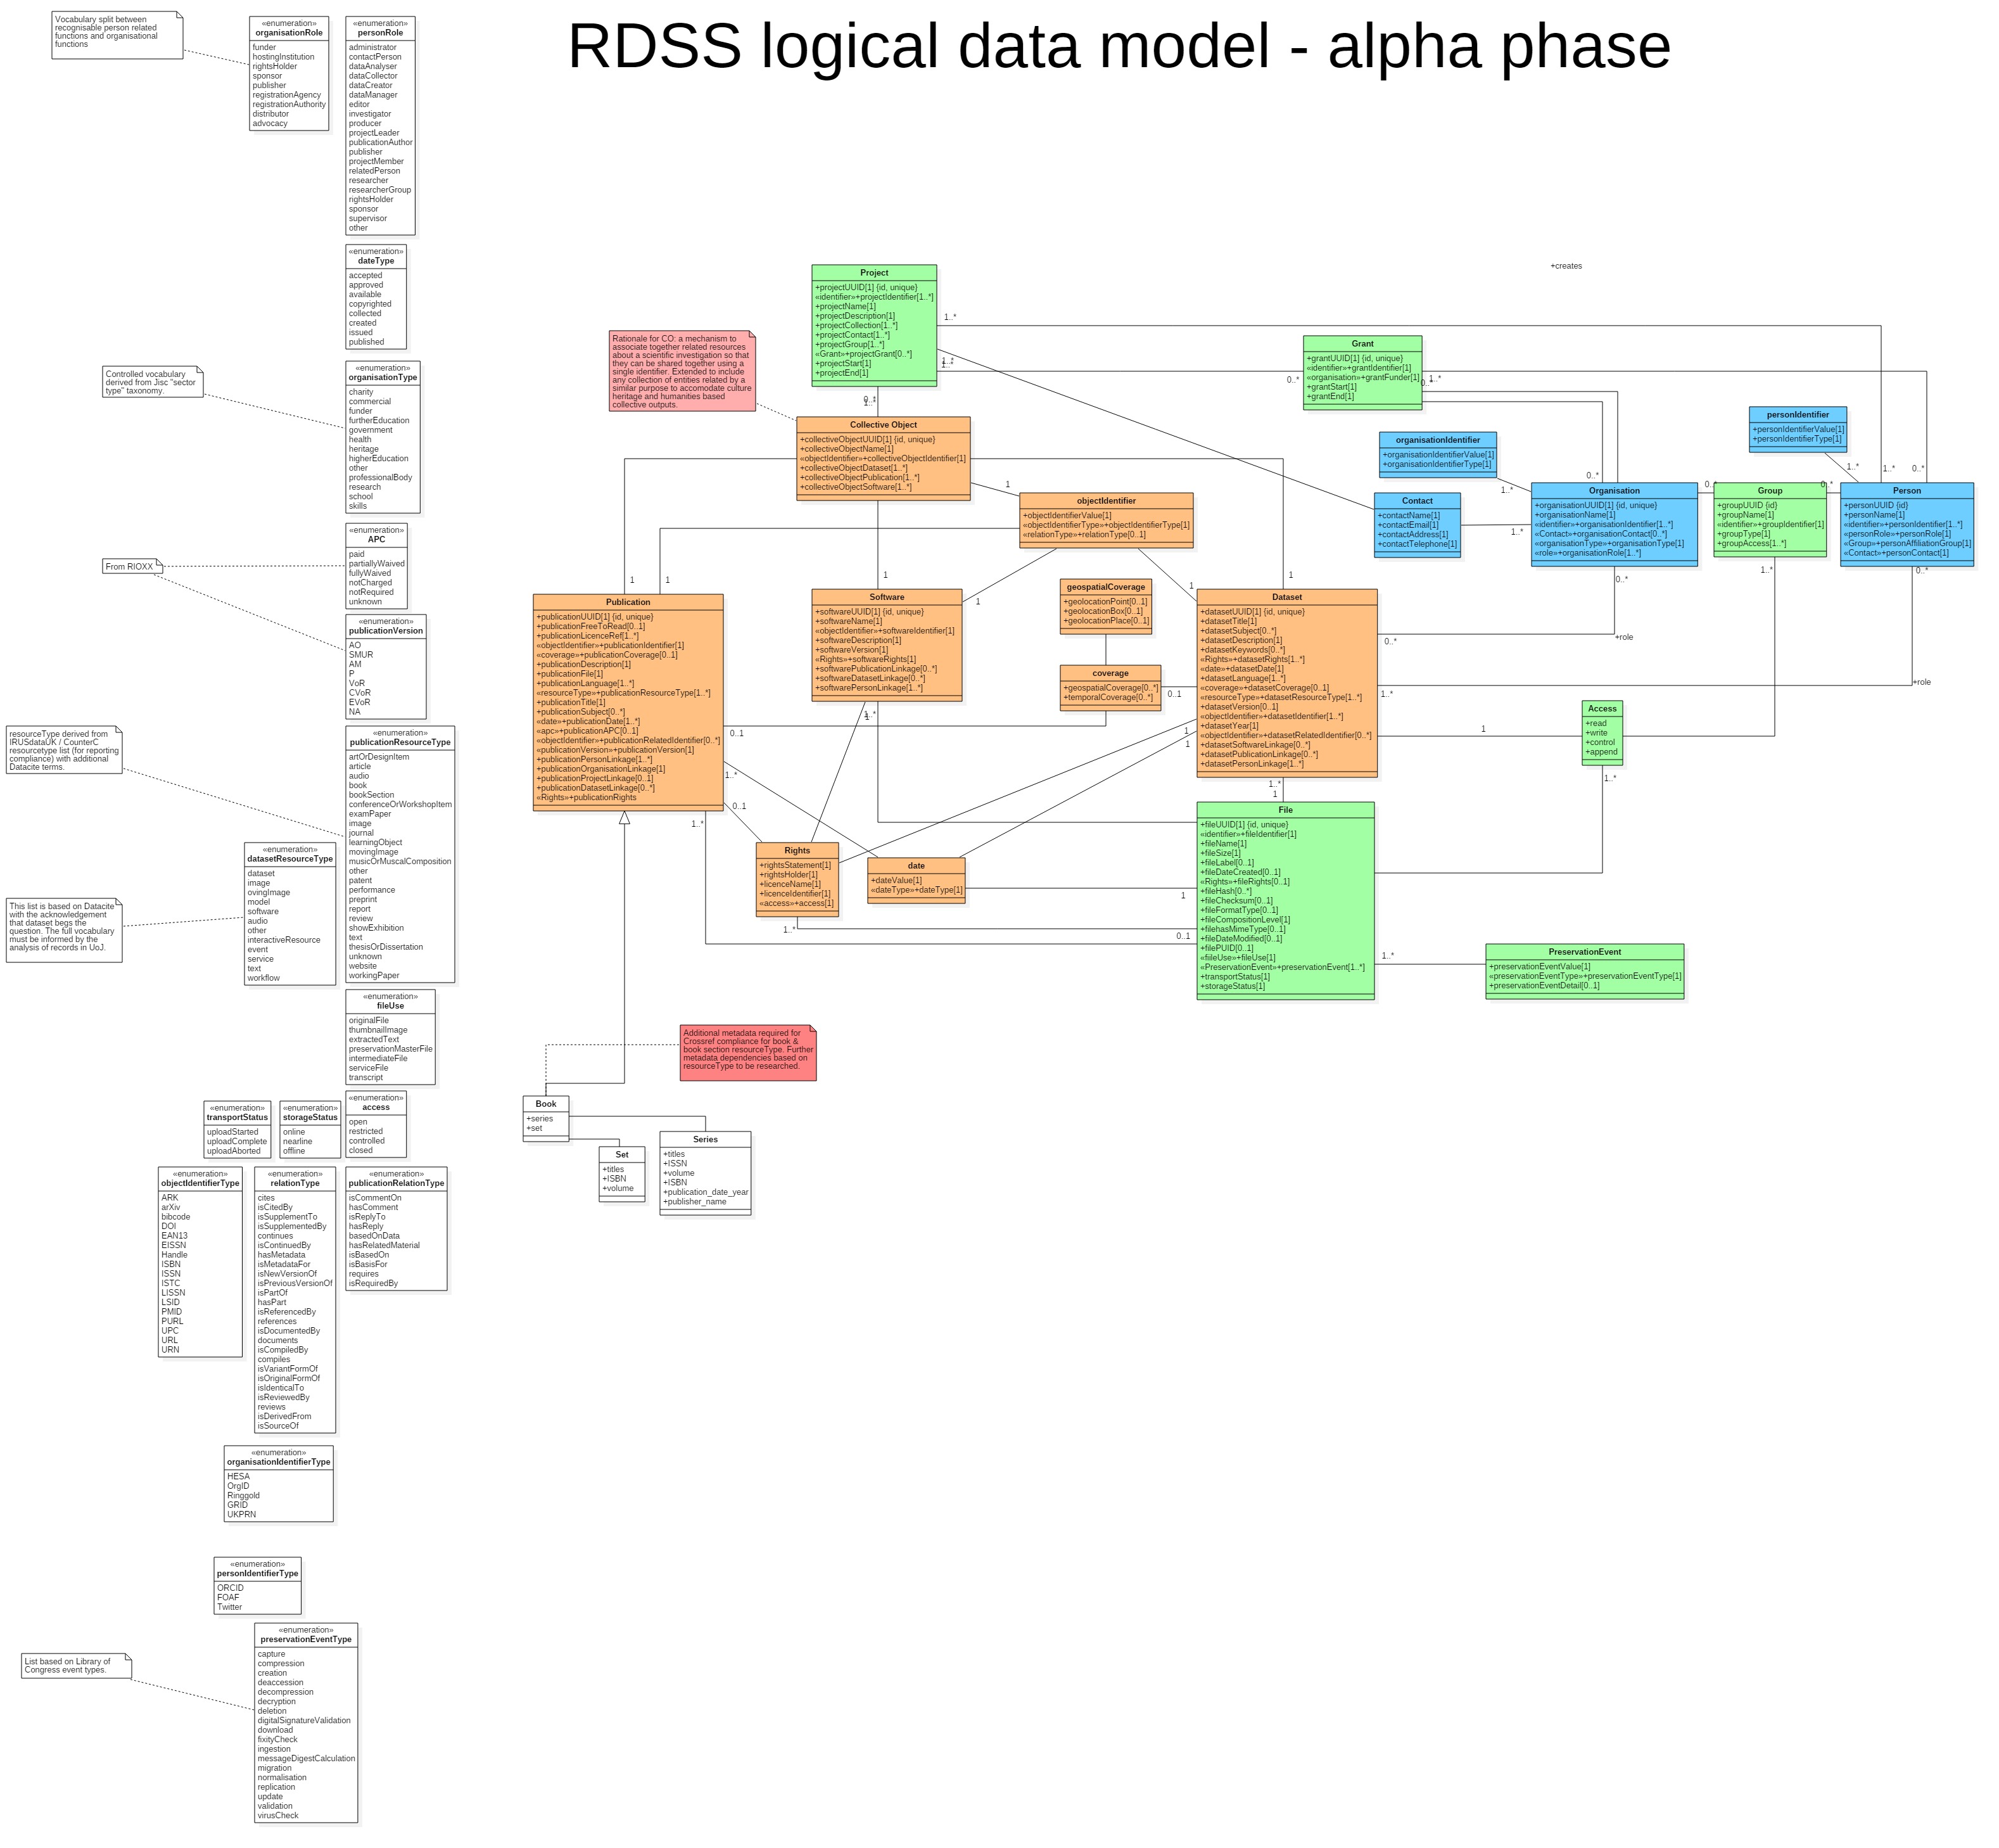 RDSS logical data model - alpha phase
Vocabulary split between
recognisable person related
functions and organisational
functions
«enumeration»
organisationRole
funder
hostingInstitution
rightsHolder
sponsor
publisher
registrationAgency
registrationAuthority
distributor
advocacy
«enumeration»
personRole
administrator
contactPerson
dataAnalyser
dataCollector
dataCreator
dataManager
editor
investigator
producer
projectLeader
publicationAuthor
publisher
projectMember
relatedPerson
researcher
researcherGroup
rightsHolder
sponsor
supervisor
other
«enumeration»
dateType
accepted
approved
available
copyrighted
collected
created
issued
published
Controlled vocabulary
derived from Jisc "sector
type" taxonomy.
«enumeration»
organisationType
charity
commercial
funder
furtherEducation
government
health
heritage
higherEducation
other
professionalBody
research
school
skills
From RIOXX
«enumeration»
APC
paid
partiallyWaived
fullyWaived
notCharged
notRequired
unknown
«enumeration»
publicationVersion
AO
SMUR
AM
P
VoR
CVoR
EVoR
NA
resourceType derived from
IRUSdataUK / CounterC
resourcetype list (for reporting
compliance) with additional
Datacite terms.
«enumeration»
publicationResourceType
artOrDesignItem
article
audio
book
bookSection
conferenceOrWorkshopItem
examPaper
image
journal
learningObject
movingImage
musicOrMuscalComposition
other
patent
performance
preprint
report
review
showExhibition
text
thesisOrDissertation
unknown
website
workingPaper
«enumeration»
datasetResourceType
dataset
image
ovingImage
model
software
audio
other
interactiveResource
event
service
text
workflow
This list is based on Datacite
with the acknowledgement
that dataset begs the
question. The full vocabulary
must be informed by the
analysis of records in UoJ.
«enumeration»
fileUse
originalFile
thumbnailImage
extractedText
preservationMasterFile
intermediateFile
serviceFile
transcript
«enumeration»
transportStatus
uploadStarted
uploadComplete
uploadAborted
«enumeration»
storageStatus
online
nearline
offline
«enumeration»
access
open
restricted
controlled
closed
«enumeration»
objectIdentifierType
ARK
arXiv
bibcode
DOI
EAN13
EISSN
Handle
ISBN
ISSN
ISTC
LISSN
LSID
PMID
PURL
UPC
URL
URN
«enumeration»
relationType
cites
isCitedBy
isSupplementTo
isSupplementedBy
continues
isContinuedBy
hasMetadata
isMetadataFor
isNewVersionOf
isPreviousVersionOf
isPartOf
hasPart
isReferencedBy
references
isDocumentedBy
documents
isCompiledBy
compiles
isVariantFormOf
isOriginalFormOf
isIdenticalTo
isReviewedBy
reviews
isDerivedFrom
isSourceOf
«enumeration»
publicationRelationType
isCommentOn
hasComment
isReplyTo
hasReply
basedOnData
hasRelatedMaterial
isBasedOn
isBasisFor
requires
isRequiredBy
«enumeration»
organisationIdentifierType
HESA
OrgID
Ringgold
GRID
UKPRN
«enumeration»
personIdentifierType
ORCID
FOAF
Twitter
List based on Library of
Congress event types.
«enumeration»
preservationEventType
capture
compression
creation
deaccession
decompression
decryption
deletion
digitalSignatureValidation
download
fixityCheck
ingestion
messageDigestCalculation
migration
normalisation
replication
update
validation
virusCheck
Project
+projectUUID[1] {id, unique}
«identifier»+projectIdentifier[1..*]
+projectName[1]
+projectDescription[1]
+projectCollection[1..*]
+projectContact[1..*]
+projectGroup[1..*]
«Grant»+projectGrant[0..*]
+projectStart[1]
+projectEnd[1]
1..*
1..*
+creates
Rationale for CO: a mechanism to
associate together related resources
about a scientific investigation so that
they can be shared together using a
single identifier. Extended to include
any collection of entities related by a
similar purpose to accomodate culture
heritage and humanities based
collective outputs.
Grant
+grantUUID[1] {id, unique}
«identifier»+grantIdentifier[1]
«organisation»+grantFunder[1]
+grantStart[1]
+grantEnd[1]
0..*
1..*
Collective Object
+collectiveObjectUUID[1] {id, unique}
+collectiveObjectName[1]
«objectIdentifier»+collectiveObjectIdentifier[1]
+collectiveObjectDataset[1..*]
+collectiveObjectPublication[1..*]
+collectiveObjectSoftware[1..*]
1
objectIdentifier
+objectIdentifierValue[1]
«objectIdentifierType»+objectIdentifierType[1]
«relationType»+relationType[0..1]
organisationIdentifier
+organisationIdentifierValue[1]
+organisationIdentifierType[1]
1..*
personIdentifier
+personIdentifierValue[1]
+personIdentifierType[1]
1..*
1..*
0..*
Contact
+contactName[1]
+contactEmail[1]
+contactAddress[1]
+contactTelephone[1]
1..*
0..*
Organisation
+organisationUUID[1] {id, unique}
+organisationName[1]
«identifier»+organisationIdentifier[1..*]
«Contact»+organisationContact[0..*]
«organisationType»+organisationType[1]
«role»+organisationRole[1..*]
0..*
+role
0..*
Group
+groupUUID {id}
+groupName[1]
«identifier»+groupIdentifier[1]
+groupType[1]
+groupAccess[1..*]
1..*
0..*
Person
+personUUID {id}
+personName[1]
«identifier»+personIdentifier[1..*]
«personRole»+personRole[1]
«Group»+personAffiliationGroup[1]
«Contact»+personContact[1]
0..*
+role
1
1
1
1
1
1
Publication
+publicationUUID[1] {id, unique}
+publicationFreeToRead[0..1]
+publicationLicenceRef[1..*]
«objectIdentifier»+publicationIdentifier[1]
«coverage»+publicationCoverage[0..1]
+publicationDescription[1]
+publicationFile[1]
+publicationLanguage[1..*]
«resourceType»+publicationResourceType[1..*]
+publicationTitle[1]
+publicationSubject[0..*]
«date»+publicationDate[1..*]
«apc»+publicationAPC[0..1]
«objectIdentifier»+publicationRelatedIdentifier[0..*]
«publicationVersion»+publicationVersion[1]
+publicationPersonLinkage[1..*]
+publicationOrganisationLinkage[1]
+publicationProjectLinkage[0..1]
+publicationDatasetLinkage[0..*]
«Rights»+publicationRights
0..1
1..*
0..1
1..*
Software
+softwareUUID[1] {id, unique}
+softwareName[1]
«objectIdentifier»+softwareIdentifier[1]
+softwareDescription[1]
+softwareVersion[1]
«Rights»+softwareRights[1]
+softwarePublicationLinkage[0..*]
+softwareDatasetLinkage[0..*]
+softwarePersonLinkage[1..*]
geospatialCoverage
+geolocationPoint[0..1]
+geolocationBox[0..1]
+geolocationPlace[0..1]
coverage
+geospatialCoverage[0..*]
+temporalCoverage[0..*]
0..1
Dataset
+datasetUUID[1] {id, unique}
+datasetTitle[1]
+datasetSubject[0..*]
+datasetDescription[1]
+datasetKeywords[0..*]
«Rights»+datasetRights[1..*]
«date»+datasetDate[1]
+datasetLanguage[1..*]
«coverage»+datasetCoverage[0..1]
«resourceType»+datasetResourceType[1..*]
+datasetVersion[0..1]
«objectIdentifier»+datasetIdentifier[1..*]
+datasetYear[1]
«objectIdentifier»+datasetRelatedIdentifier[0..*]
+datasetSoftwareLinkage[0..*]
+datasetPublicationLinkage[0..*]
+datasetPersonLinkage[1..*]
0..*
1..*
1
1
1
1..*
1
Access
+read
+write
+control
+append
1..*
Rights
+rightsStatement[1]
+rightsHolder[1]
+licenceName[1]
+licenceIdentifier[1]
«access»+access[1]
1..*
date
+dateValue[1]
«dateType»+dateType[1]
1
0..1
File
+fileUUID[1] {id, unique}
«identifier»+fileIdentifier[1]
+fileName[1]
+fileSize[1]
+fileLabel[0..1]
+fileDateCreated[0..1]
«Rights»+fileRights[0..1]
+fileHash[0..*]
+fileChecksum[0..1]
+fileFormatType[0..1]
+fileCompositionLevel[1]
+filehasMimeType[0..1]
+fileDateModified[0..1]
+filePUID[0..1]
«fiileUse»+fileUse[1]
«PreservationEvent»+preservationEvent[1..*]
+transportStatus[1]
+storageStatus[1]
1..*
PreservationEvent
+preservationEventValue[1]
«preservationEventType»+preservationEventType[1]
+preservationEventDetail[0..1]
Additional metadata required for
Crossref compliance for book &
book section resourceType. Further
metadata dependencies based on
resourceType to be researched.
Book
+series
+set
Set
+titles
+ISBN
+volume
Series
+titles
+ISSN
+volume
+ISBN
+publication_date_year
+publisher_name